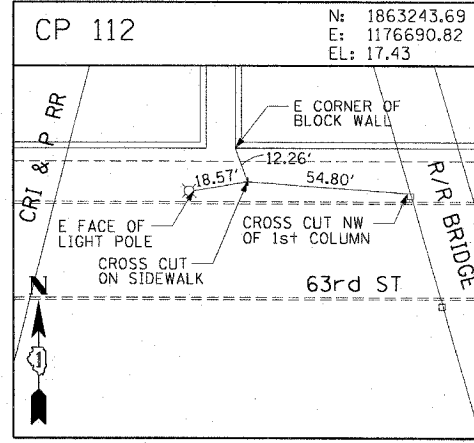 CP 112
N: 1863243.69
E: 1176690.82
EL: 17.43
CRI & P RR
E CORNER OF
BLOCK WALL
12.26'
18.57'
54.80'
R/R BRIDGE
E FACE OF
LIGHT POLE
CROSS CUT NW
OF 1st COLUMN
CROSS CUT
ON SIDEWALK
63rd ST
N
1